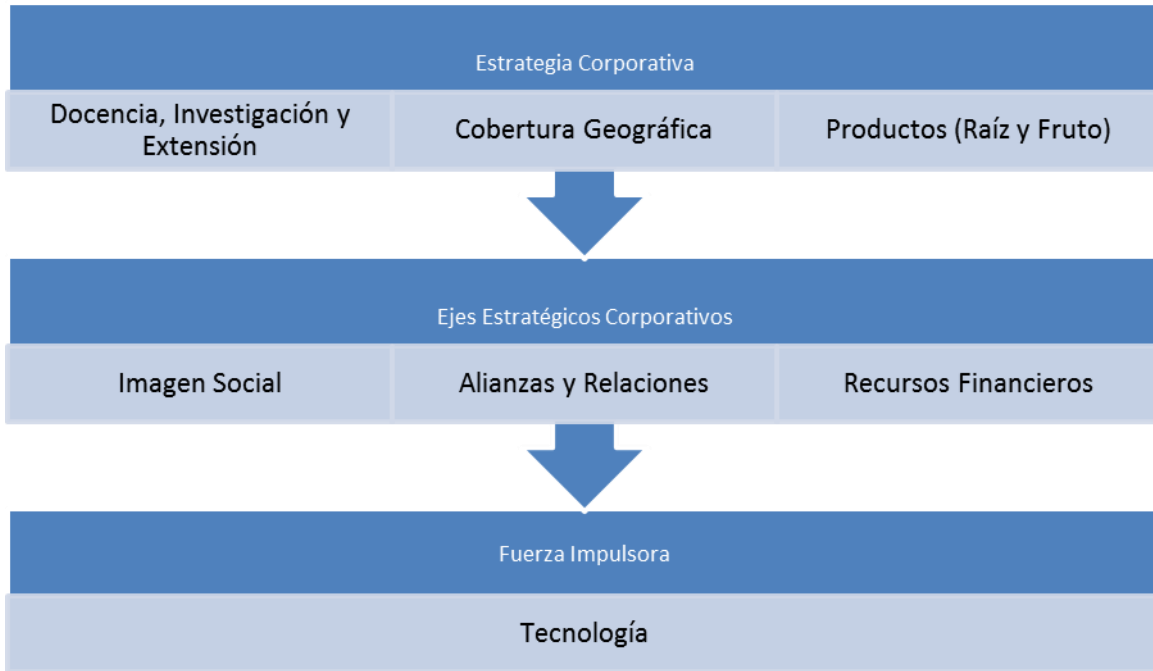 Estrategia Corporativa
Docencia, Investigación y
Extensión
Cobertura Geográfica
Productos (Raíz y Fruto)
Ejes Estratégicos Corporativos
Imagen Social
Alianzas y Relaciones
Recursos Financieros
Fuerza Impulsora
Tecnología